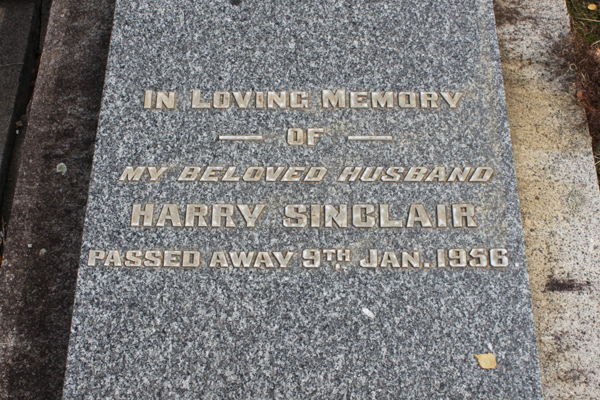 IN LOVING MEMORY
— OF —
MY BELOVED HUSBAND
HARRY SINCLAIR
PASSED AWAY 9TH JAN. 1956.